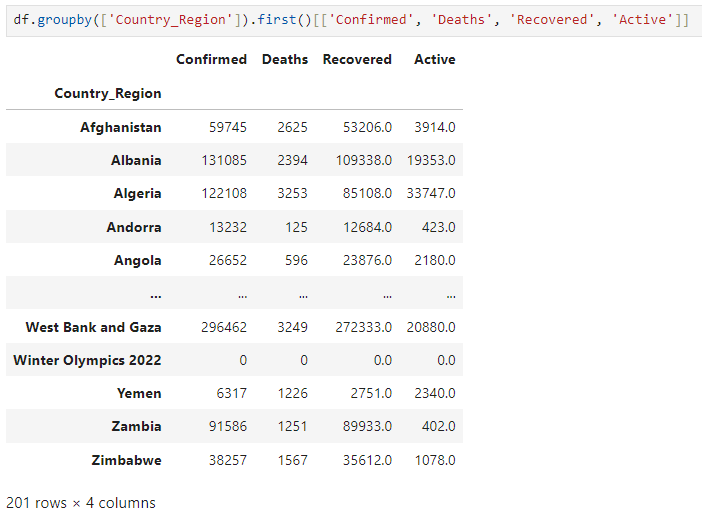 df.groupby(['Country_Region']).first()[['Confirmed', 'Deaths', 'Recovered', 'Active']]
Confirmed Deaths Recovered Active
Country_Region
Afghanistan 59745 2625 53206.0 3914.0
Albania 131085 2394 109338.0 19353.0
Algeria 122108 3253 85108.0 33747.0
Andorra 13232 125 12684.0 423.0
Angola 26652 596 23876.0 2180.0
... ... ... ... ...
West Bank and Gaza 296462 3249 272333.0 20880.0
Winter Olympics 2022 0 0 0.0 0.0
Yemen 6317 1226 2751.0 2340.0
Zambia 91586 1251 89933.0 402.0
Zimbabwe 38257 1567 35612.0 1078.0
201 rows × 4 columns